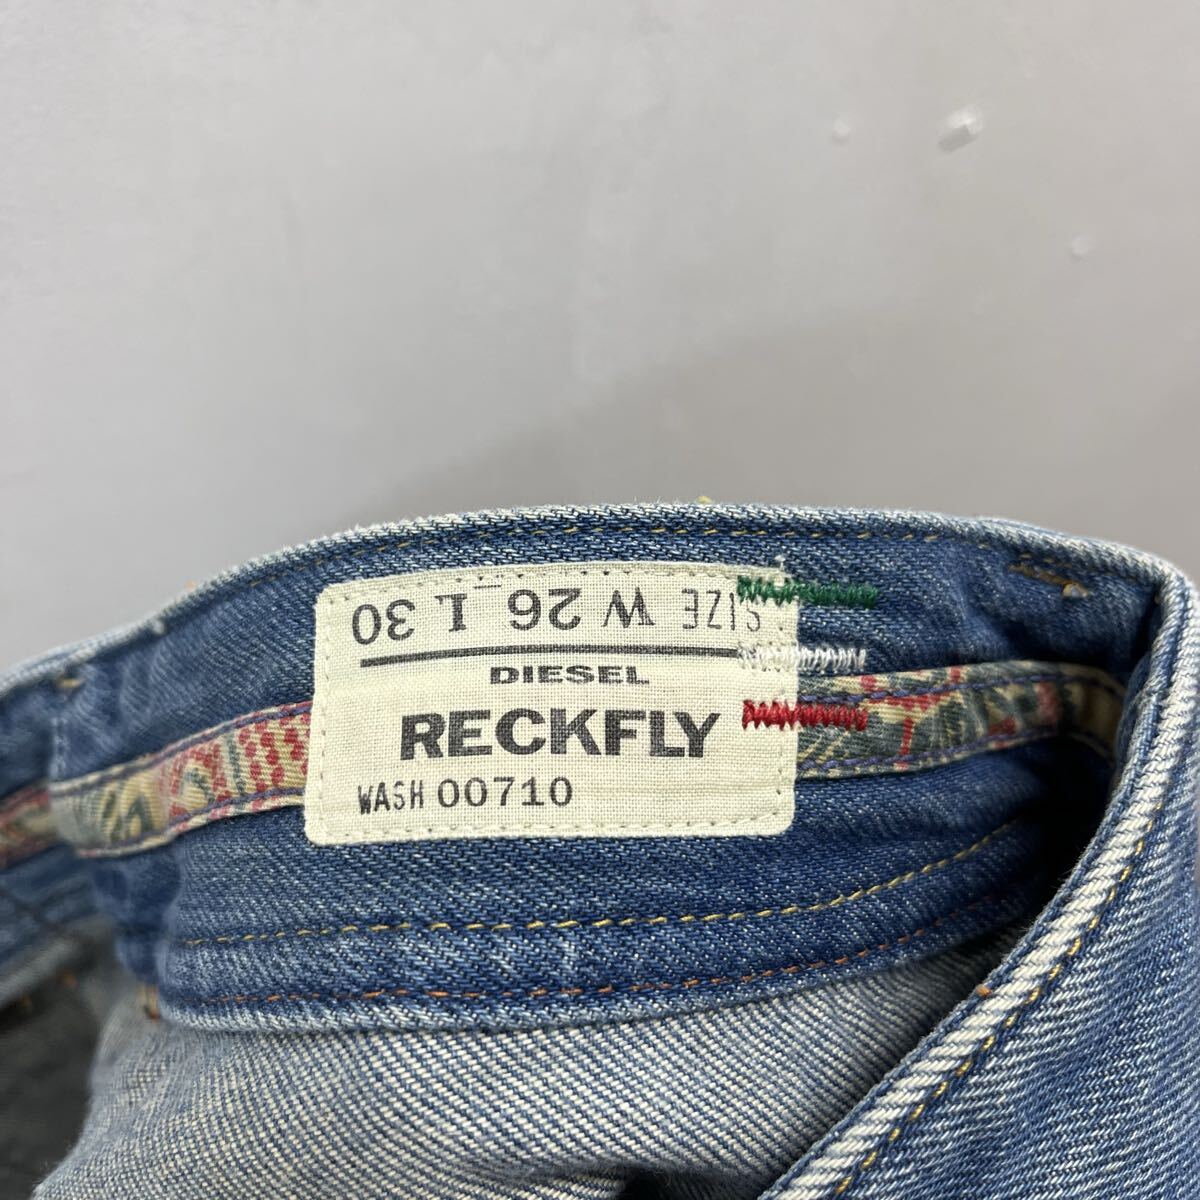 SIZE W 26 L 30
DIESEL
RECKFLY
WASH 00710